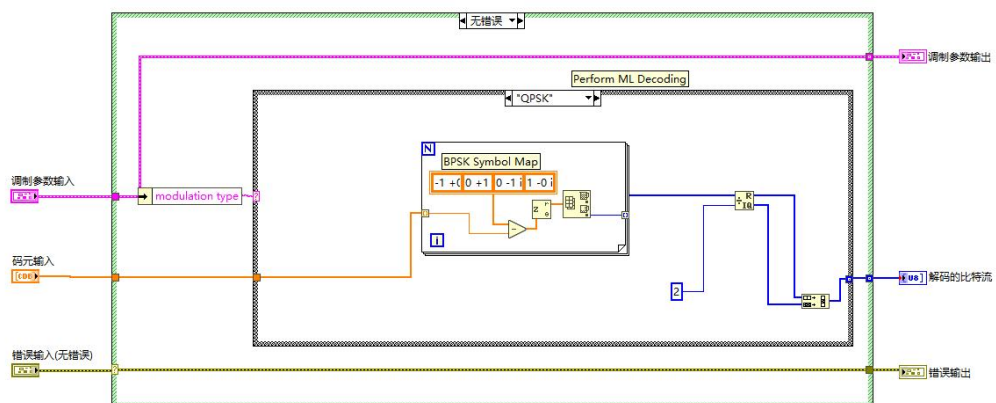 无错误
调制参数输出
Perform ML Decoding
"QPSK"
N
BPSK Symbol Map
调制参数输入
modulation type
-1 +0 +1 0 -1 i 1 -0 i
i
R
IQ
码元输入
[CDB]
2
[U8]
解码的比特流
错误输入(无错误)
错误输出